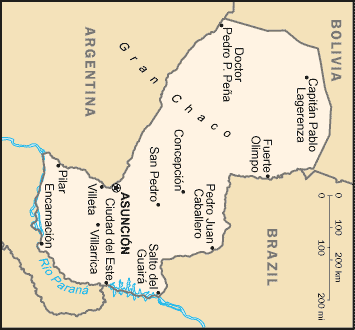 BOLIVIA
Capitán Pablo
Lagerenza
Doctor
Pedro P. Peña
Fuerte
Olimpo
Gran Chaco
ARGENTINA
BRAZIL
Concepción
Pedro Juan
Caballero
San Pedro
ASUNCIÓN
Salto del
Guairá
Villeta
Ciudad del Este
Villarrica
Pilar
Encarnación
Río Paraná
0 100 200 km
0 100 200 mi